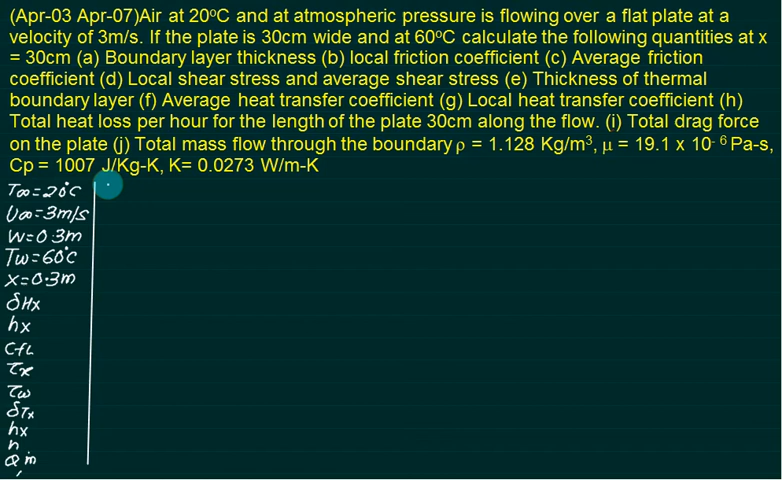 (Apr-03 Apr-07)Air at 20⁰C and at atmospheric pressure is flowing over a flat plate at a
velocity of 3m/s. If the plate is 30cm wide and at 60⁰C calculate the following quantities at x
= 30cm (a) Boundary layer thickness (b) local friction coefficient (c) Average friction
coefficient (d) Local shear stress and average shear stress (e) Thickness of thermal
boundary layer (f) Average heat transfer coefficient (g) Local heat transfer coefficient (h)
Total heat loss per hour for the length of the plate 30cm along the flow. (i) Total drag force
on the plate (j) Total mass flow through the boundary ρ = 1.128 Kg/m³, μ = 19.1 x 10⁻⁶ Pa-s,
Cp = 1007 J/Kg-K, K= 0.0273 W/m-K
T∞=20°C
U∞=3m/s
W=0.3m
Tw=60°C
X=0.3m
δHx
hx
CfL
τx
τw
δTx
hx
h
Q ṁ